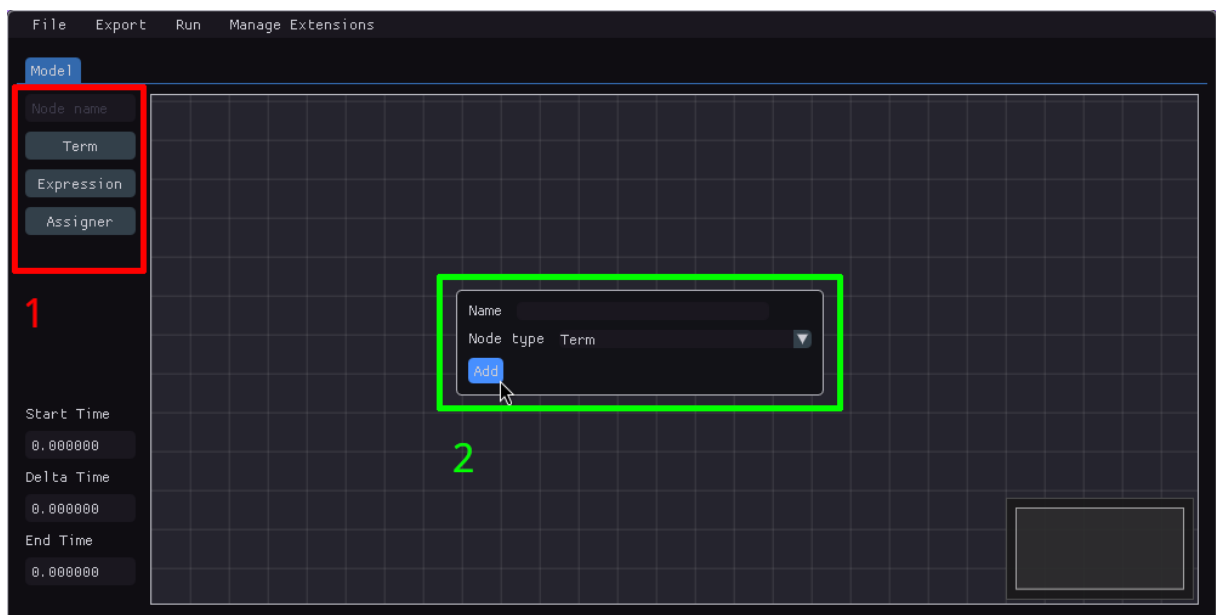 File Export Run Manage Extensions
Model
Node name
Term
Expression
Assigner
1
Name
Node type Term
Add
2
Start Time
0.000000
Delta Time
0.000000
End Time
0.000000